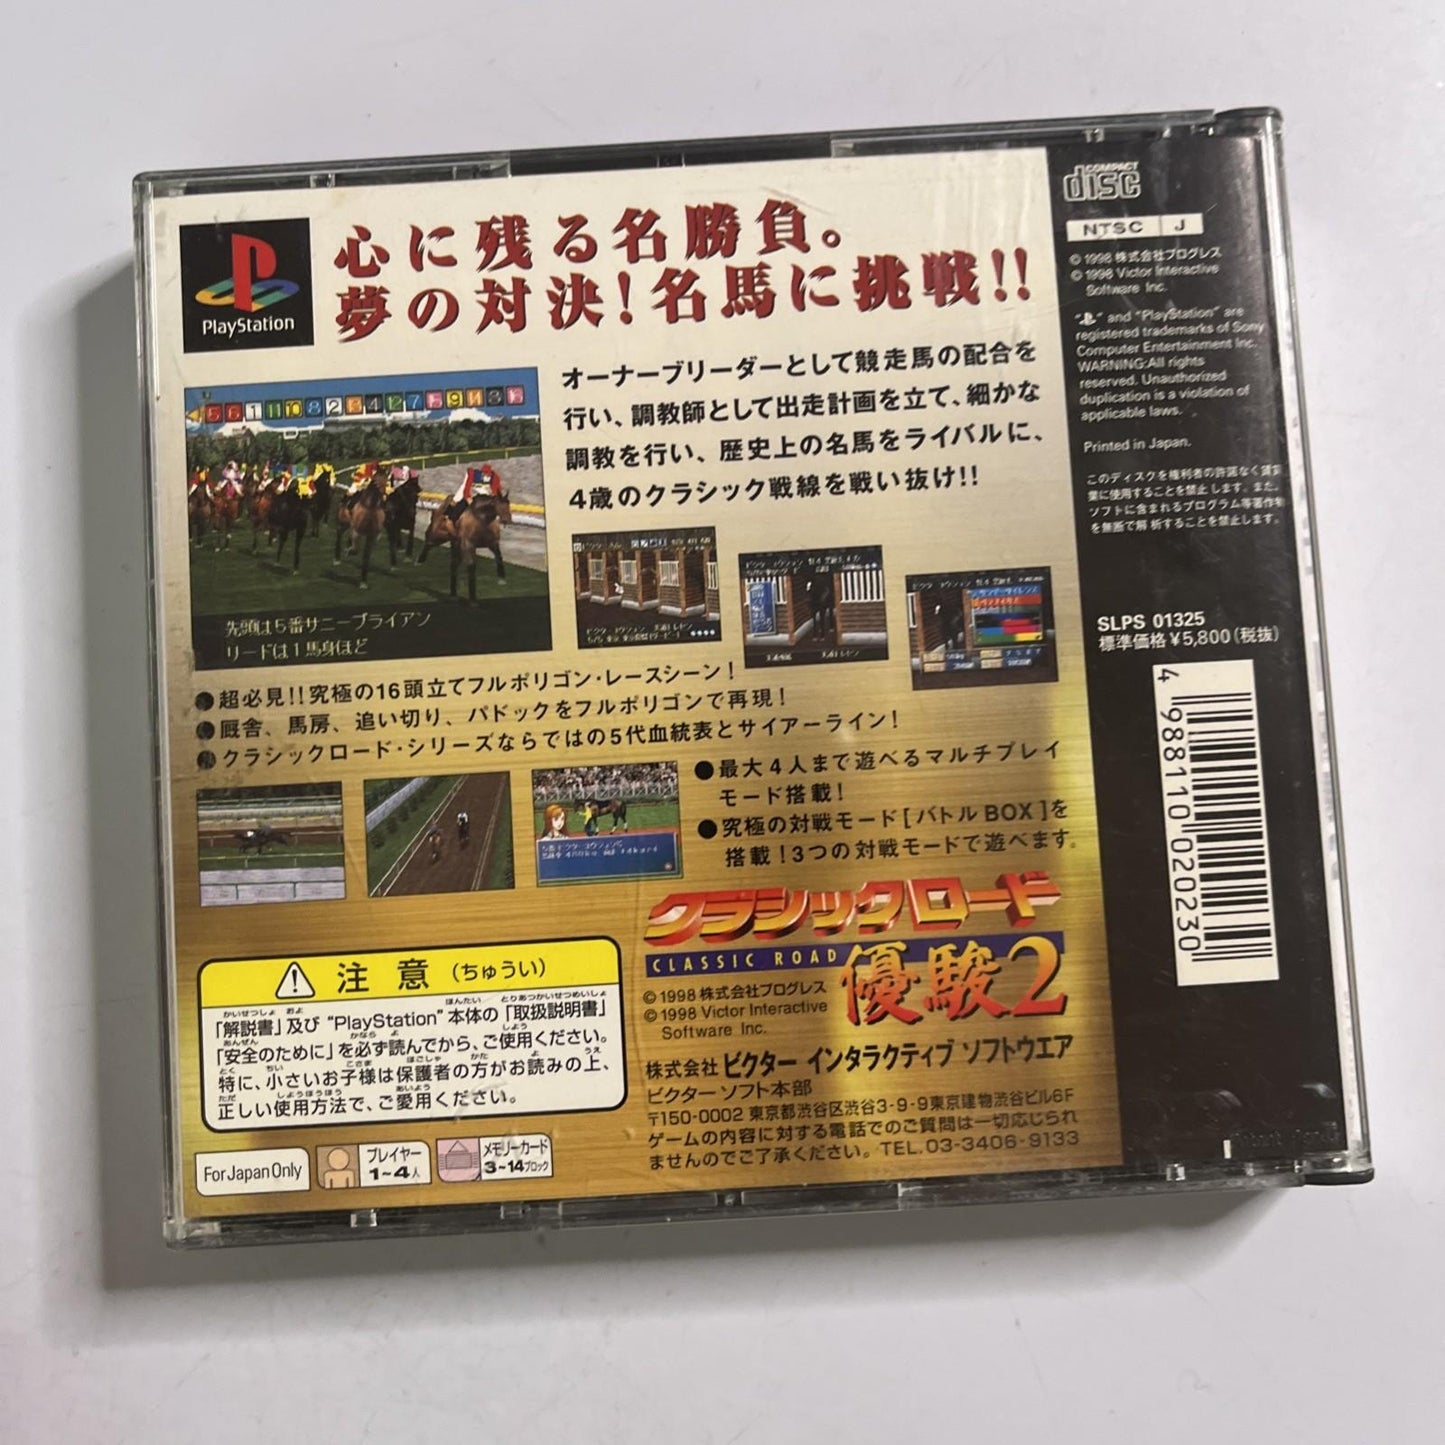 PlayStation
心に残る名勝負。
夢の対決！名馬に挑戦！！
オーナーブリーダーとして競走馬の配合を
行い、調教師として出走計画を立て、細かな
調教を行い、歴史上の名馬をライバルに、
4歳のクラシック戦線を戦い抜け！！
先頭は5番サニーブライアン
リードは1馬身ほど
●超必見！！究極の16頭立てフルポリゴン・レースシーン！
●厩舎、馬房、追い切り、パドックをフルポリゴンで再現！
●クラシックロード・シリーズならではの5代血統表とサイアーライン！
●最大4人まで遊べるマルチプレイ
モード搭載！
●究極の対戦モード[バトルBOX]を
搭載！3つの対戦モードで遊べます。
クラシックロード
CLASSIC ROAD
優駿2
©1998 株式会社プログレス
©1998 Victor Interactive
Software Inc.
株式会社 ビクター インタラクティブ ソフトウエア
ビクター ソフト本部
〒150-0002 東京都渋谷区渋谷3-9-9東京建物渋谷ビル6F
ゲームの内容に対する電話でのご質問は一切応じられ
ませんのでご了承ください。TEL.03-3406-9133
注意（ちゅうい）
「解説書」及び“PlayStation”本体の「取扱説明書」
「安全のために」を必ず読んでから、ご使用ください。
特に、小さいお子様は保護者の方がお読みの上、
正しい使用方法で、ご愛用ください。
For Japan Only
プレイヤー
1~4人
メモリーカード
3~14ブロック
COMPACT
disc
NTSC J
©1998 株式会社プログレス
©1998 Victor Interactive
Software Inc.
" " and "PlayStation" are
registered trademarks of Sony
Computer Entertainment Inc.
WARNING:All rights
reserved. Unauthorized
duplication is a violation of
applicable laws.
Printed in Japan.
このディスクを権利者の許諾なく賃貸
業に使用することを禁止します。また、
ソフトに含まれるプログラム等著作物
を無断で解析することを禁止します。
SLPS 01325
標準価格￥5,800(税抜)
4 988110 020230